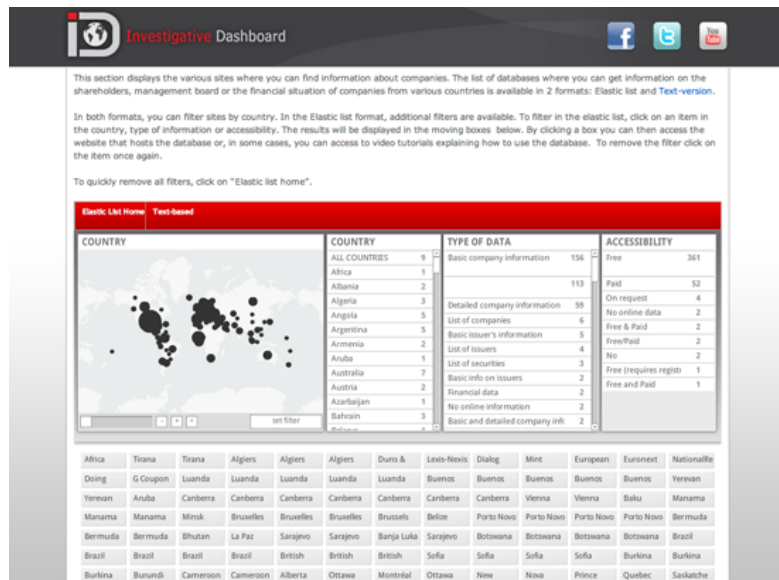 iD Investigative Dashboard
f
t
You
Tube
This section displays the various sites where you can find information about companies. The list of databases where you can get information on the
shareholders, management board or the financial situation of companies from various countries is available in 2 formats: Elastic list and Text-version.
In both formats, you can filter sites by country. In the Elastic list format, additional filters are available. To filter in the elastic list, click on an item in
the country, type of information or accessibility. The results will be displayed in the moving boxes below. By clicking a box you can then access the
website that hosts the database or, in some cases, you can access to video tutorials explaining how to use the database. To remove the filter click on
the item once again.
To quickly remove all filters, click on "Elastic list home".
Elastic List Home Text-based
COUNTRY
set filter
COUNTRY
ALL COUNTRIES 9
Africa 1
Albania 2
Algeria 3
Angola 5
Argentina 5
Armenia 2
Aruba 1
Australia 7
Austria 2
Azarbaijan 1
Bahrain 3
TYPE OF DATA
Basic company information 156
113
Detailed company information 59
List of companies 6
Basic issuer's information 5
List of issuers 4
List of securities 3
Basic info on issuers 2
Financial data 2
No online information 2
Basic and detailed company infi 2
ACCESSIBILITY
Free 361
Paid 52
On request 4
No online data 2
Free & Paid 2
Free/Paid 2
No 2
Free (requires registr 1
Free and Paid 1
Africa Tirana Tirana Algiers Algiers Algiers Duns & Lexis-Nexis Dialog Mint European Euronext NationalRe
Doing G Coupon Luanda Luanda Luanda Luanda Luanda Buenos Buenos Buenos Buenos Buenos Yerevan
Yerevan Aruba Canberra Canberra Canberra Canberra Canberra Canberra Canberra Vienna Vienna Baku Manama
Manama Manama Minsk Bruxelles Bruxelles Bruxelles Brussels Belize Porto Novo Porto Novo Porto Novo Porto Novo Bermuda
Bermuda Bermuda Bhutan La Paz Sarajevo Sarajevo Banja Luka Sarajevo Botswana Botswana Botswana Botswana Brazil
Brazil Brazil Brazil Brazil British British British Sofia Sofia Sofia Sofia Burkina Burkina
Burkina Burundi Cameroon Cameroon Alberta Ottawa Montréal Ottawa New Nova Prince Quebec Saskatche